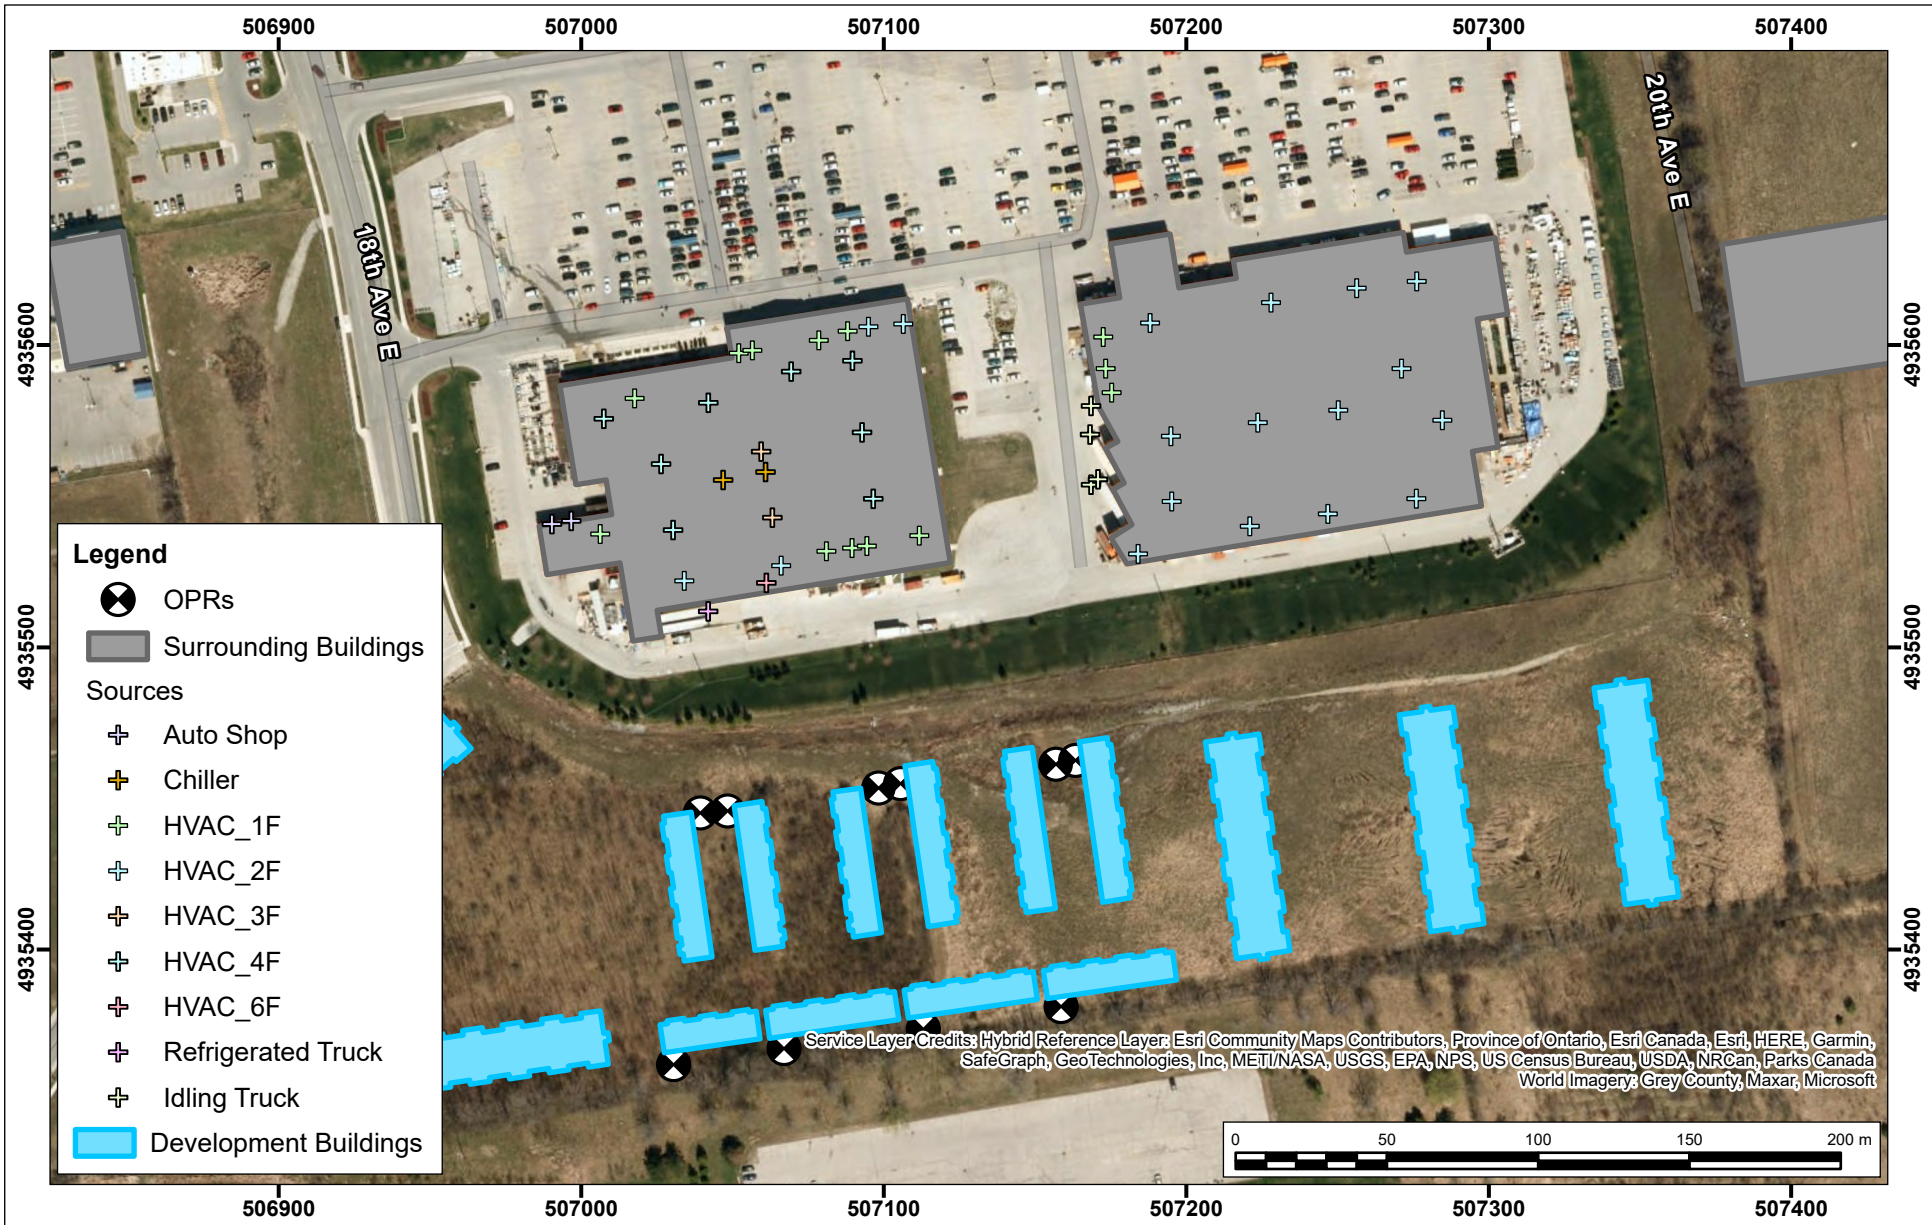 506900 507000 507100 507200 507300 507400
18th Ave E
20th Ave E
4935600
4935500
4935400
4935600
4935500
4935400
Legend
OPRs
Surrounding Buildings
Sources
Auto Shop
Chiller
HVAC_1F
HVAC_2F
HVAC_3F
HVAC_4F
HVAC_6F
Refrigerated Truck
Idling Truck
Development Buildings
Service Layer Credits: Hybrid Reference Layer: Esri Community Maps Contributors, Province of Ontario, Esri Canada, Esri, HERE, Garmin,
SafeGraph, GeoTechnologies, Inc, METI/NASA, USGS, EPA, NPS, US Census Bureau, USDA, NRCan, Parks Canada
World Imagery: Grey County, Maxar, Microsoft
0 50 100 150 200 m
506900 507000 507100 507200 507300 507400